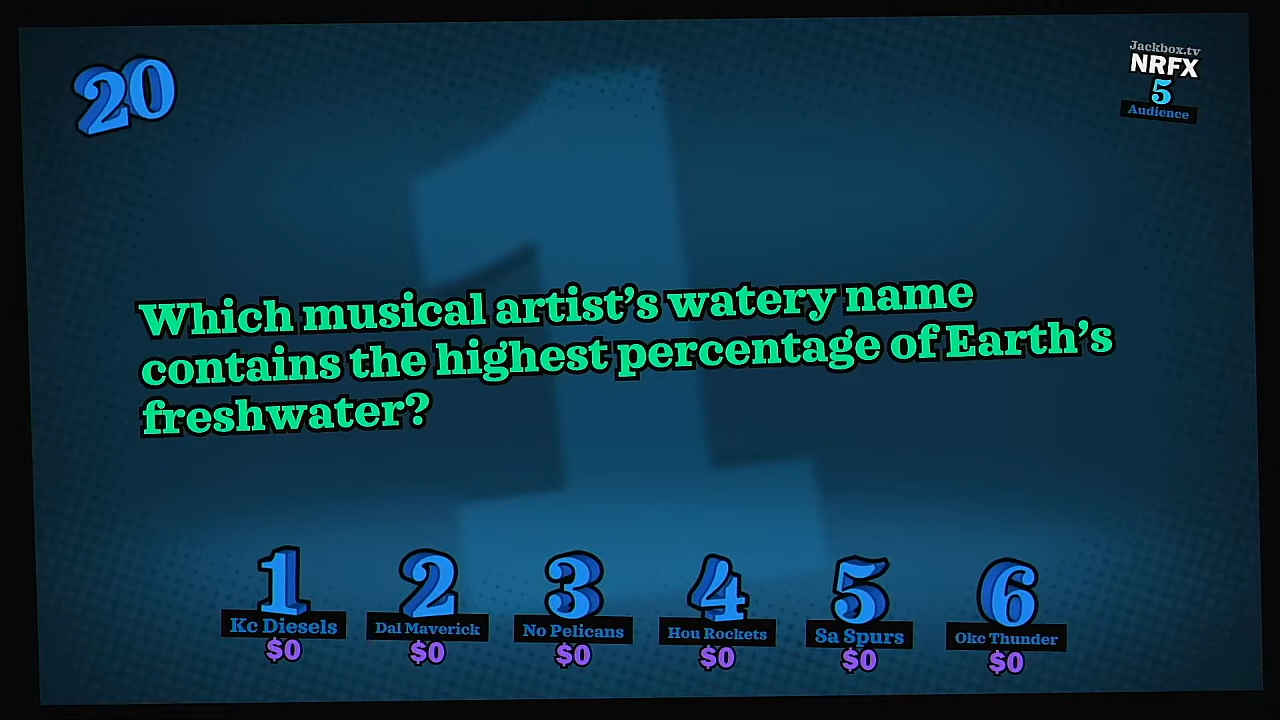 20
Jackbox.tv
NRFX
5
Audience
Which musical artist's watery name
contains the highest percentage of Earth's
freshwater?
1
Kc Diesels
$0
2
Dal Maverick
$0
3
No Pelicans
$0
4
Hou Rockets
$0
5
Sa Spurs
$0
6
Okc Thunder
$0
1